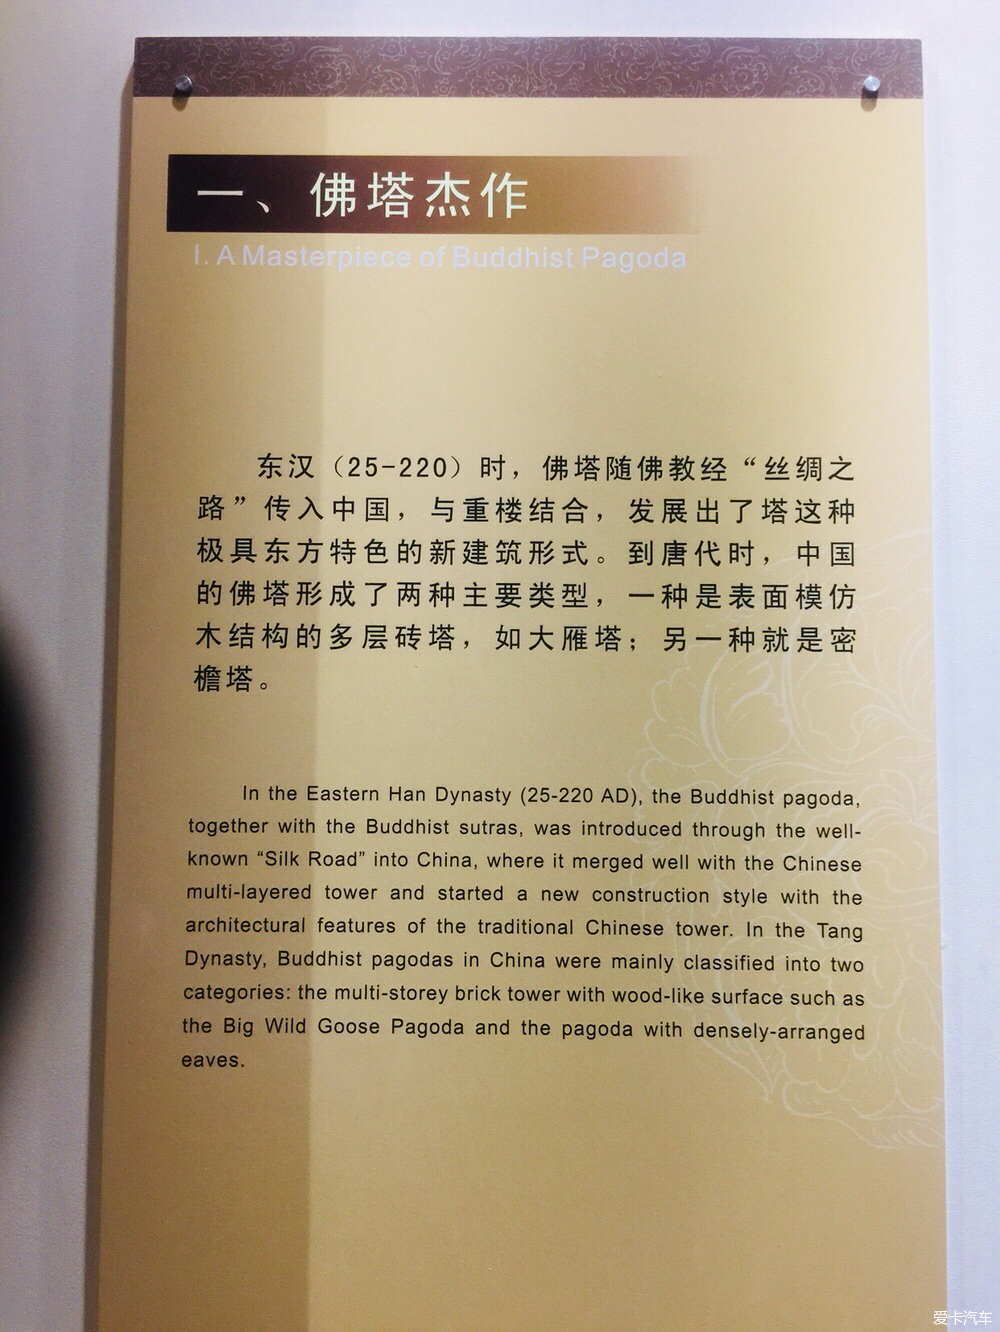 一、佛塔杰作
I. A Masterpiece of Buddhist Pagoda
东汉（25-220）时，佛塔随佛教经“丝绸之
路”传入中国，与重楼结合，发展出了塔这种
极具东方特色的新建筑形式。到唐代时，中国
的佛塔形成了两种主要类型，一种是表面模仿
木结构的多层砖塔，如大雁塔；另一种就是密
檐塔。
In the Eastern Han Dynasty (25-220 AD), the Buddhist pagoda,
together with the Buddhist sutras, was introduced through the well-
known “Silk Road” into China, where it merged well with the Chinese
multi-layered tower and started a new construction style with the
architectural features of the traditional Chinese tower. In the Tang
Dynasty, Buddhist pagodas in China were mainly classified into two
categories: the multi-storey brick tower with wood-like surface such as
the Big Wild Goose Pagoda and the pagoda with densely-arranged
eaves.
爱卡汽车